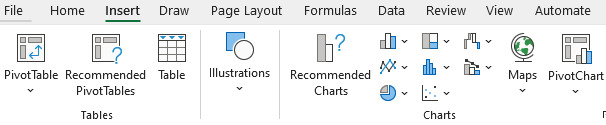 File Home Insert Draw Page Layout Formulas Data Review View Automate
PivotTable Recommended PivotTables Table Illustrations Recommended Charts Maps PivotChart
Tables Charts